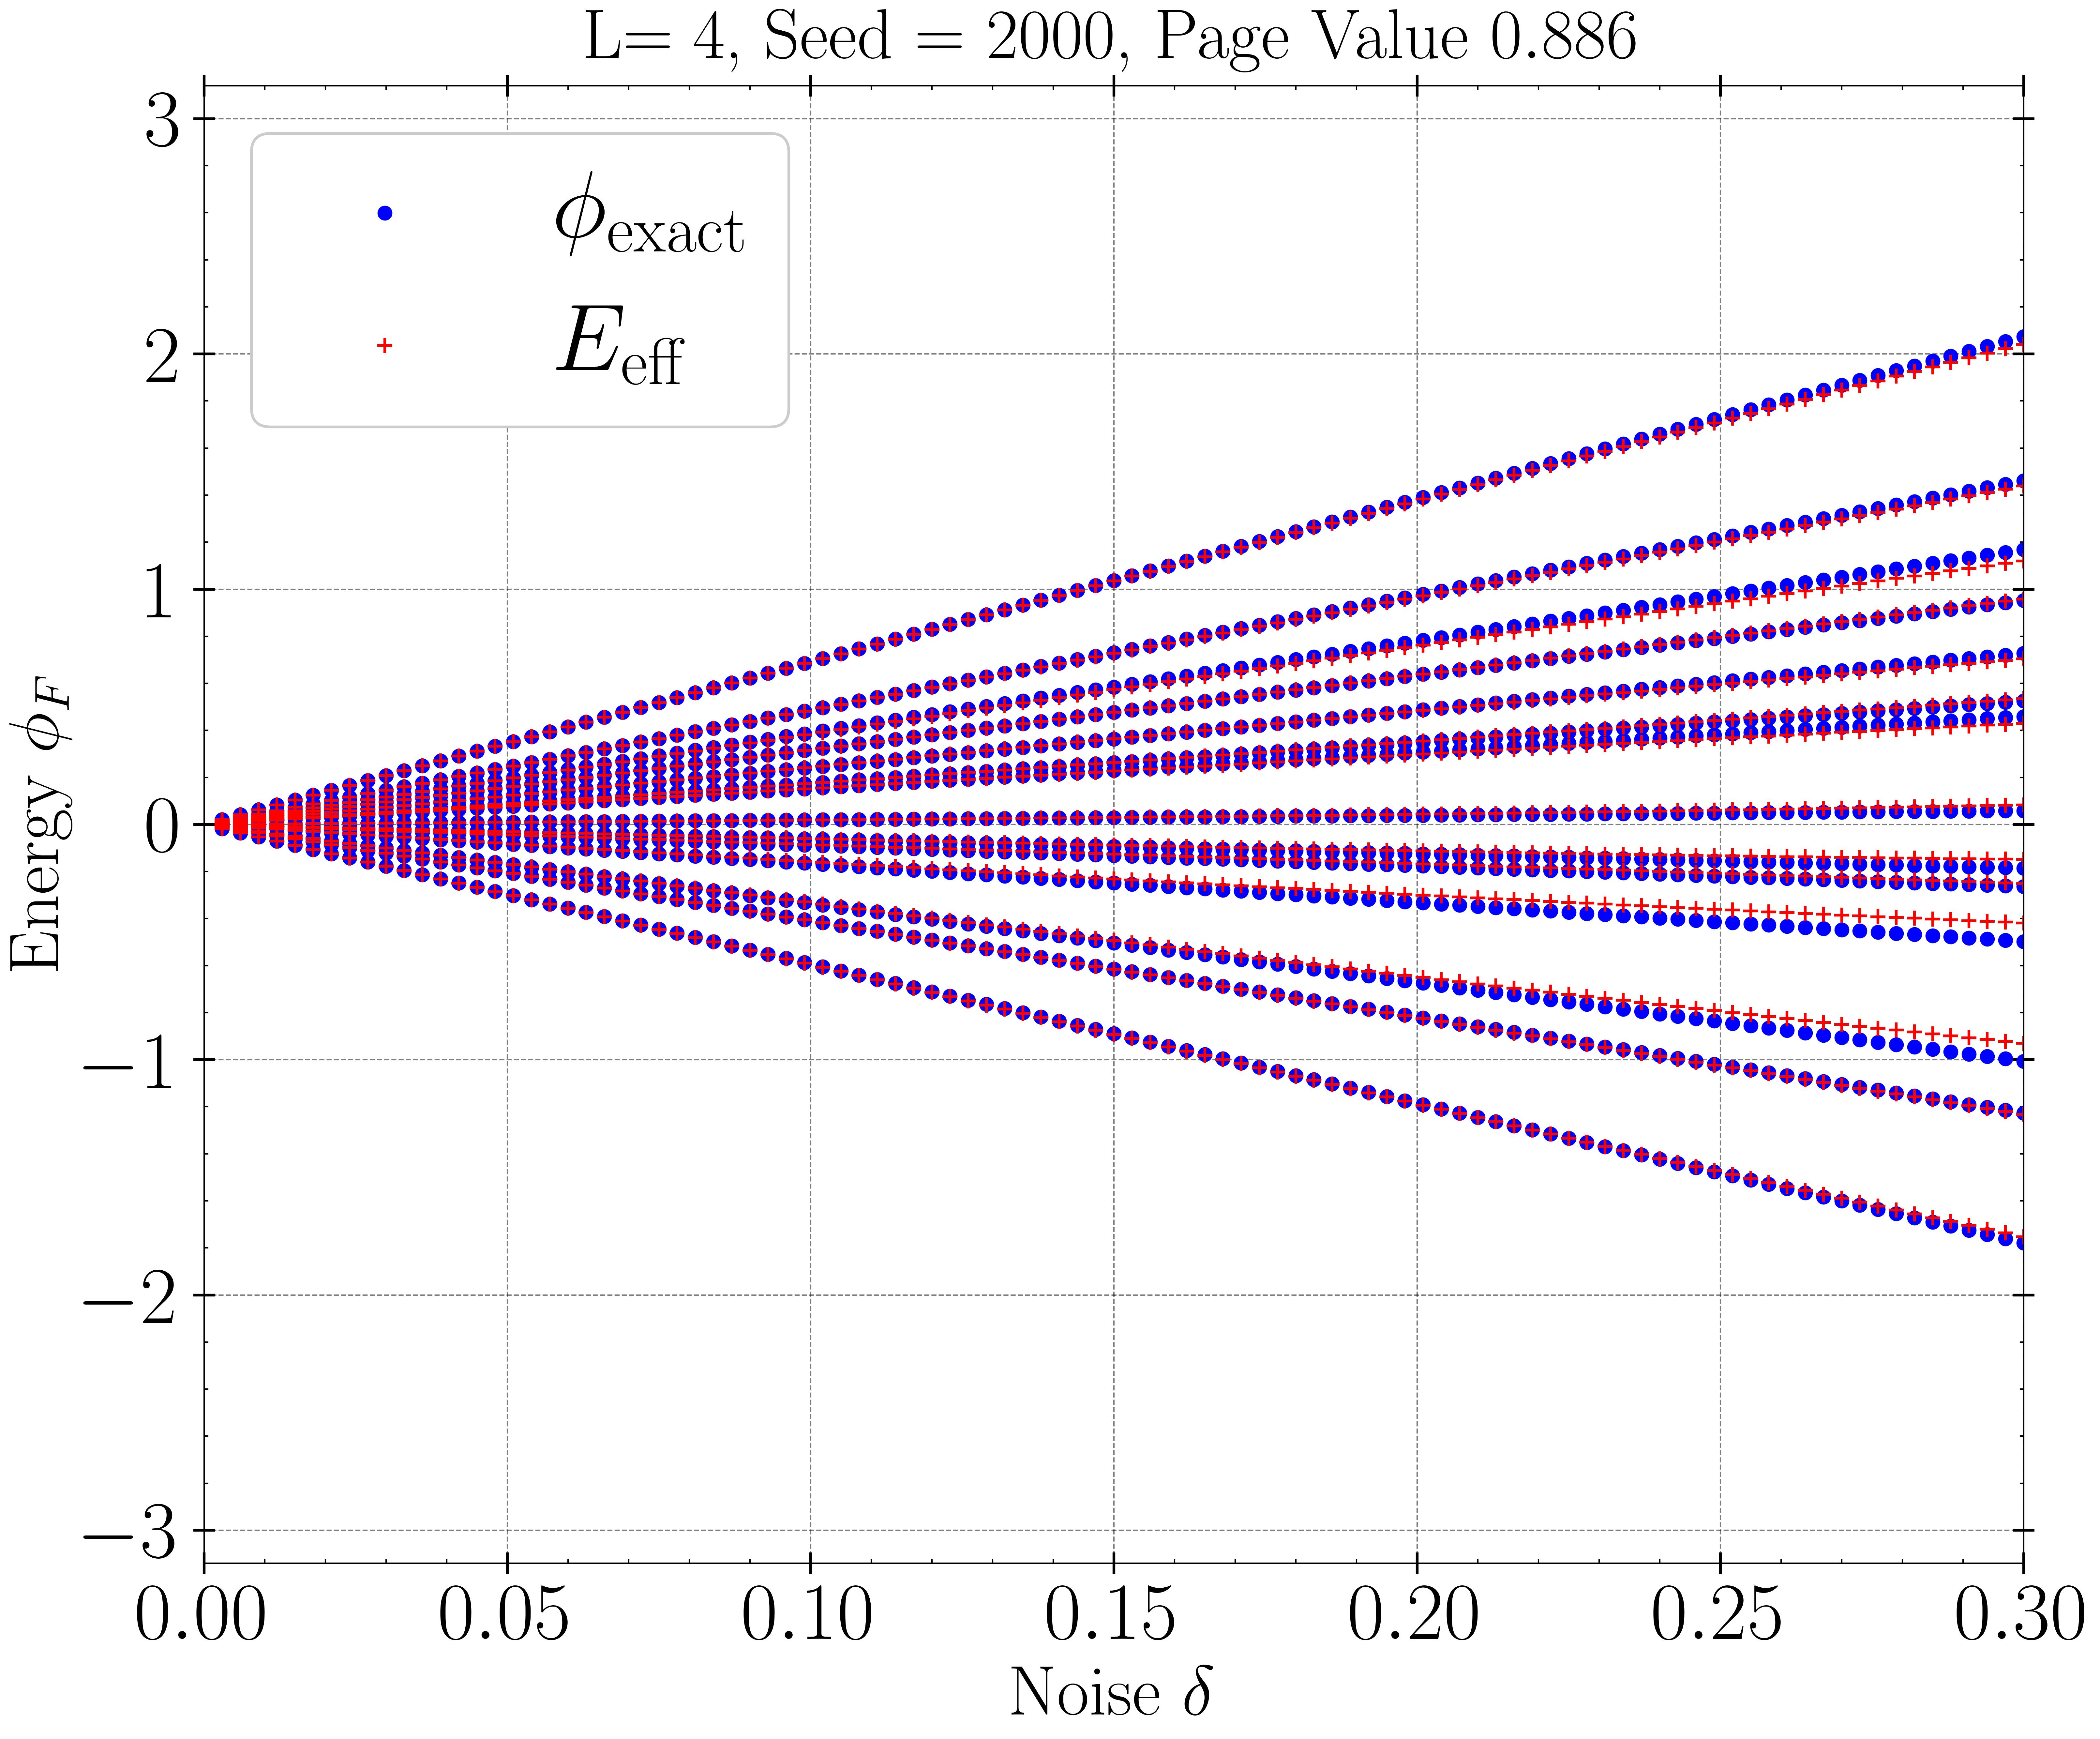 L= 4, Seed = 2000, Page Value 0.886
3
2
1
0
−1
−2
−3
Energy ϕ_F
ϕ_exact
E_eff
0.00 0.05 0.10 0.15 0.20 0.25 0.30
Noise δ